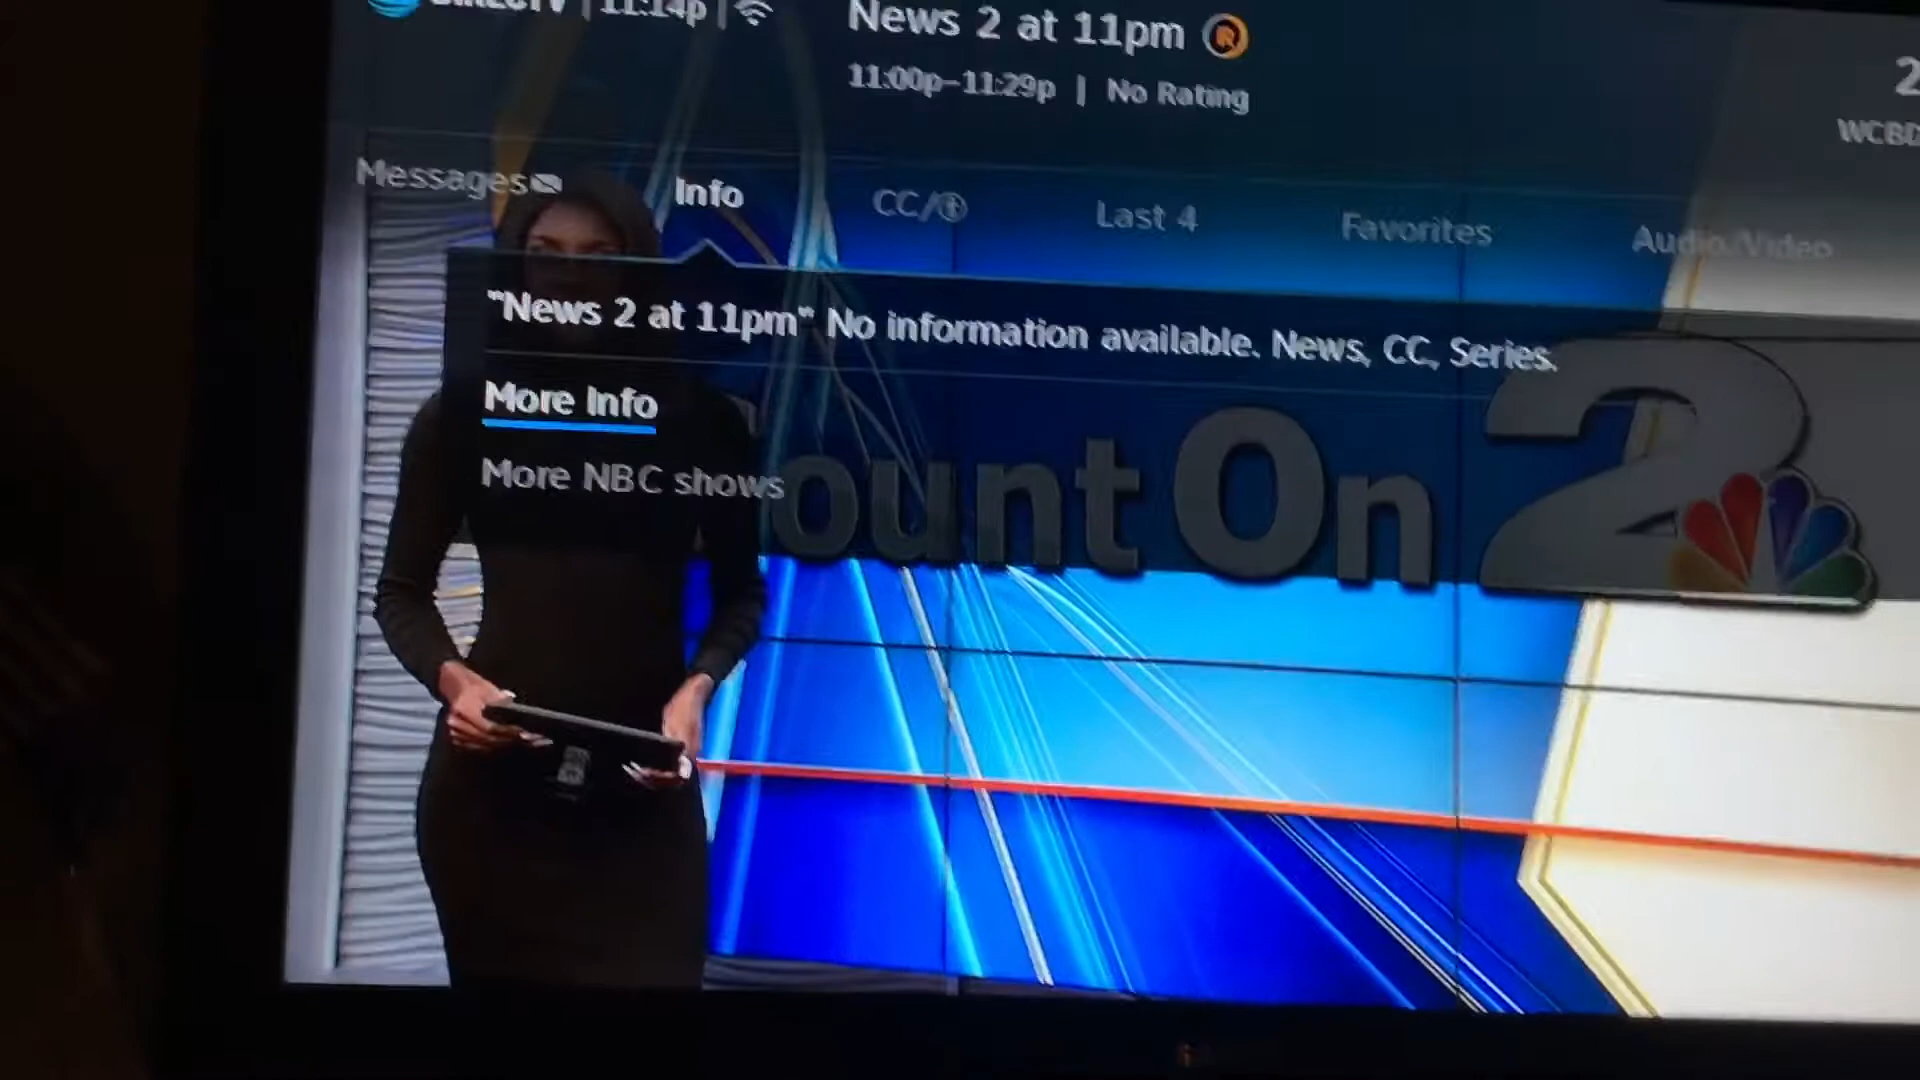 DIRECTV | 11:14p |
News 2 at 11pm
11:00p-11:29p | No Rating
2
WCBD
Messages
Info
CC/
Last 4
Favorites
Audio/Video
"News 2 at 11pm" No information available. News, CC, Series.
More Info
More NBC shows
ount On 2